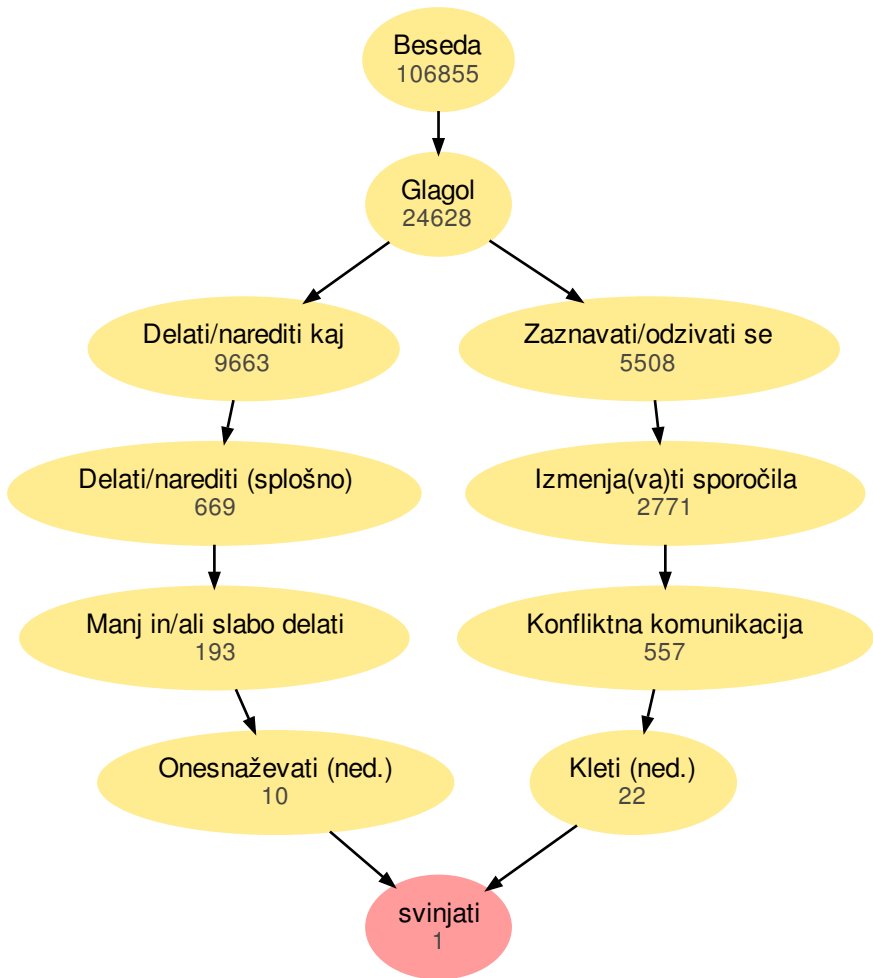 Beseda
106855
Glagol
24628
Delati/narediti kaj
9663
Zaznavati/odzivati se
5508
Delati/narediti (splošno)
669
Izmenja(va)ti sporočila
2771
Manj in/ali slabo delati
193
Konfliktna komunikacija
557
Onesnaževati (ned.)
10
Kleti (ned.)
22
svinjati
1